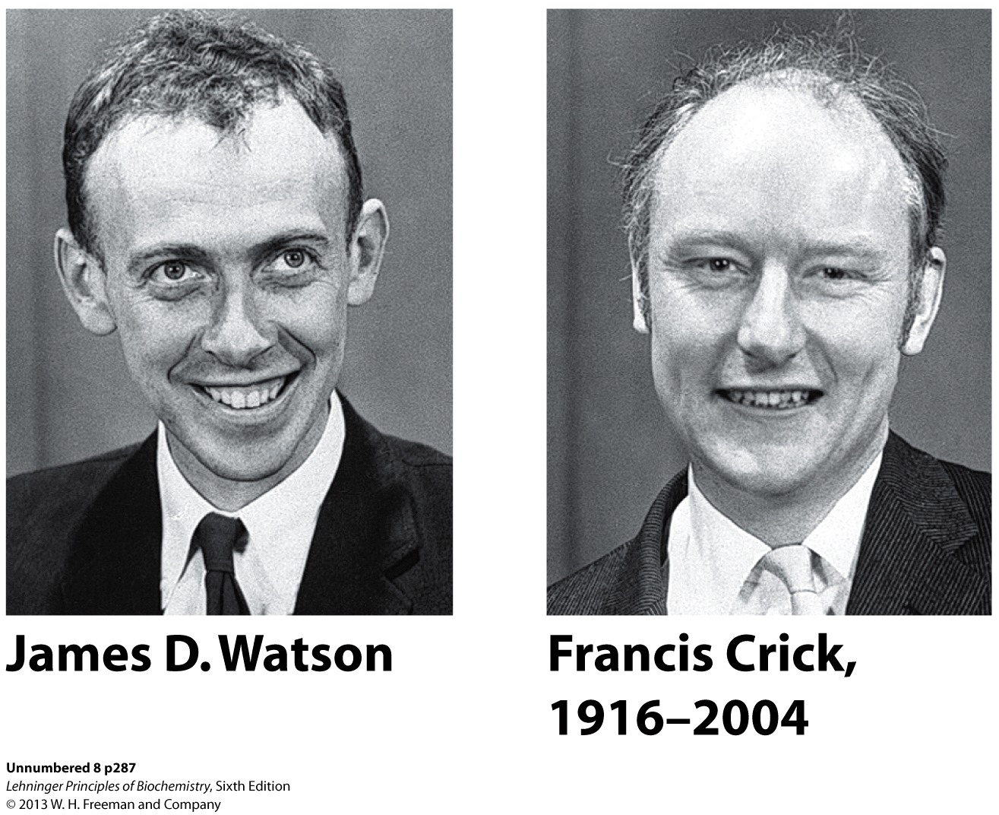 James D. Watson
Francis Crick,
1916–2004
Unnumbered 8 p287
Lehninger Principles of Biochemistry, Sixth Edition
© 2013 W. H. Freeman and Company